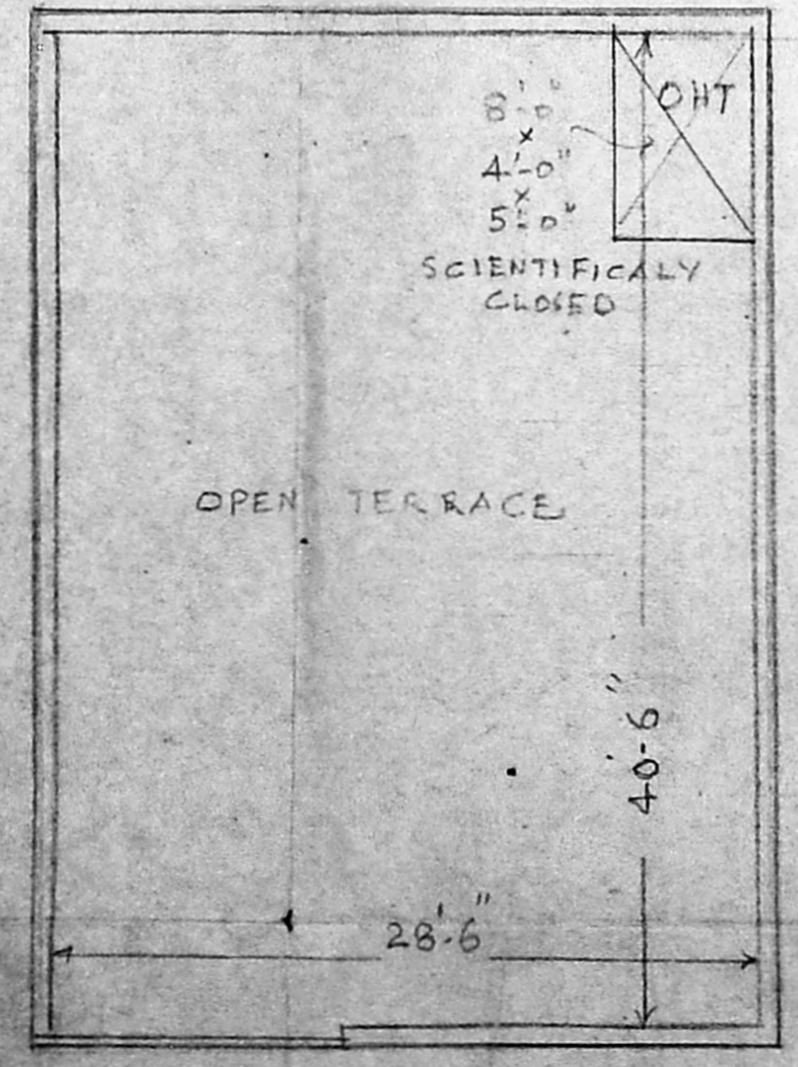 8'-0"
×
4'-0"
×
5'-0"
OHT
SCIENTIFICALY
CLOSED
OPEN TERRACE
40'-6"
28'-6"